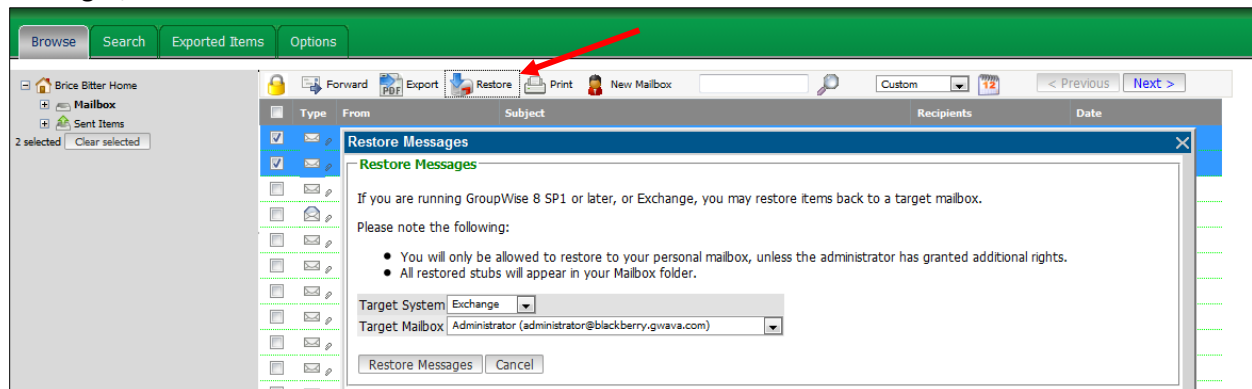 Browse Search Exported Items Options
Brice Bitter Home
Mailbox
Sent Items
2 selected Clear selected
Forward PDF Export Restore Print New Mailbox Custom 12 < Previous Next >
Type From Subject Recipients Date
Restore Messages
Restore Messages
If you are running GroupWise 8 SP1 or later, or Exchange, you may restore items back to a target mailbox.
Please note the following:
• You will only be allowed to restore to your personal mailbox, unless the administrator has granted additional rights.
• All restored stubs will appear in your Mailbox folder.
Target System Exchange
Target Mailbox Administrator (administrator@blackberry.gwava.com)
Restore Messages Cancel